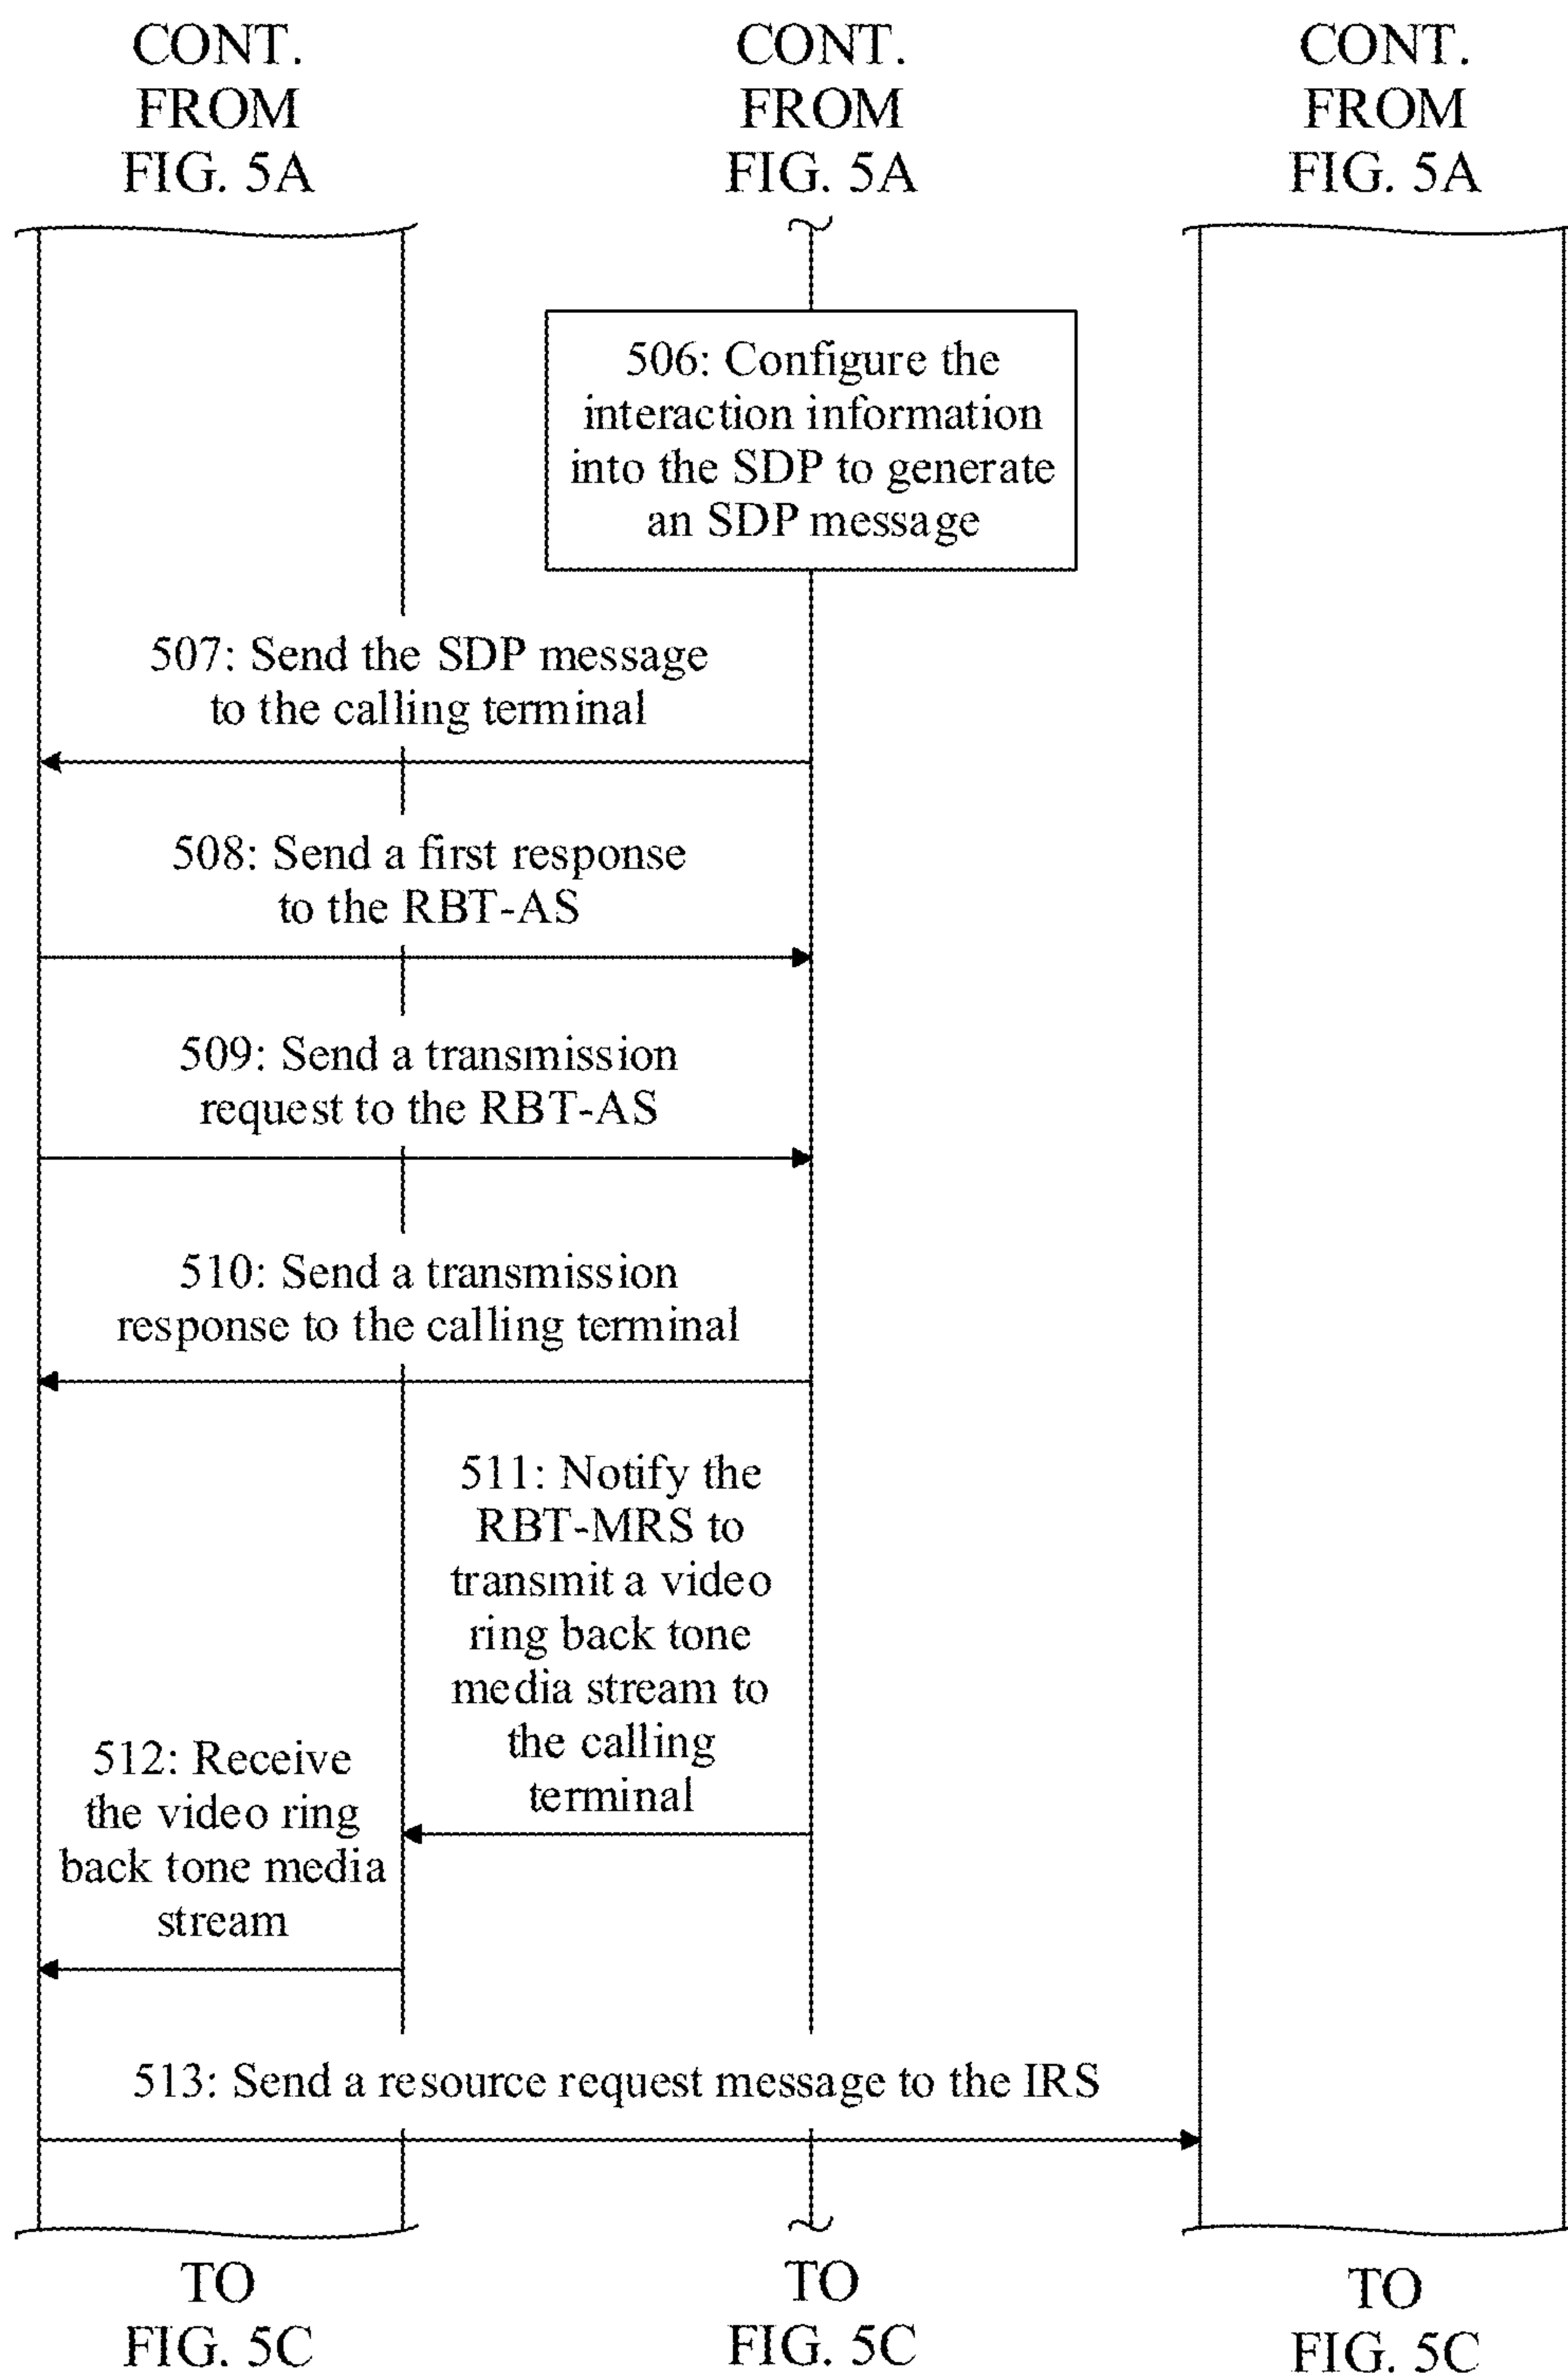 CONT.
FROM
FIG. 5A
CONT.
FROM
FIG. 5A
CONT.
FROM
FIG. 5A
506: Configure the
interaction information
into the SDP to generate
an SDP message
507: Send the SDP message
to the calling terminal
508: Send a first response
to the RBT-AS
509: Send a transmission
request to the RBT-AS
510: Send a transmission
response to the calling terminal
511: Notify the
RBT-MRS to
transmit a video
ring back tone
media stream to
the calling
terminal
512: Receive
the video ring
back tone media
stream
513: Send a resource request message to the IRS
TO
FIG. 5C
TO
FIG. 5C
TO
FIG. 5C